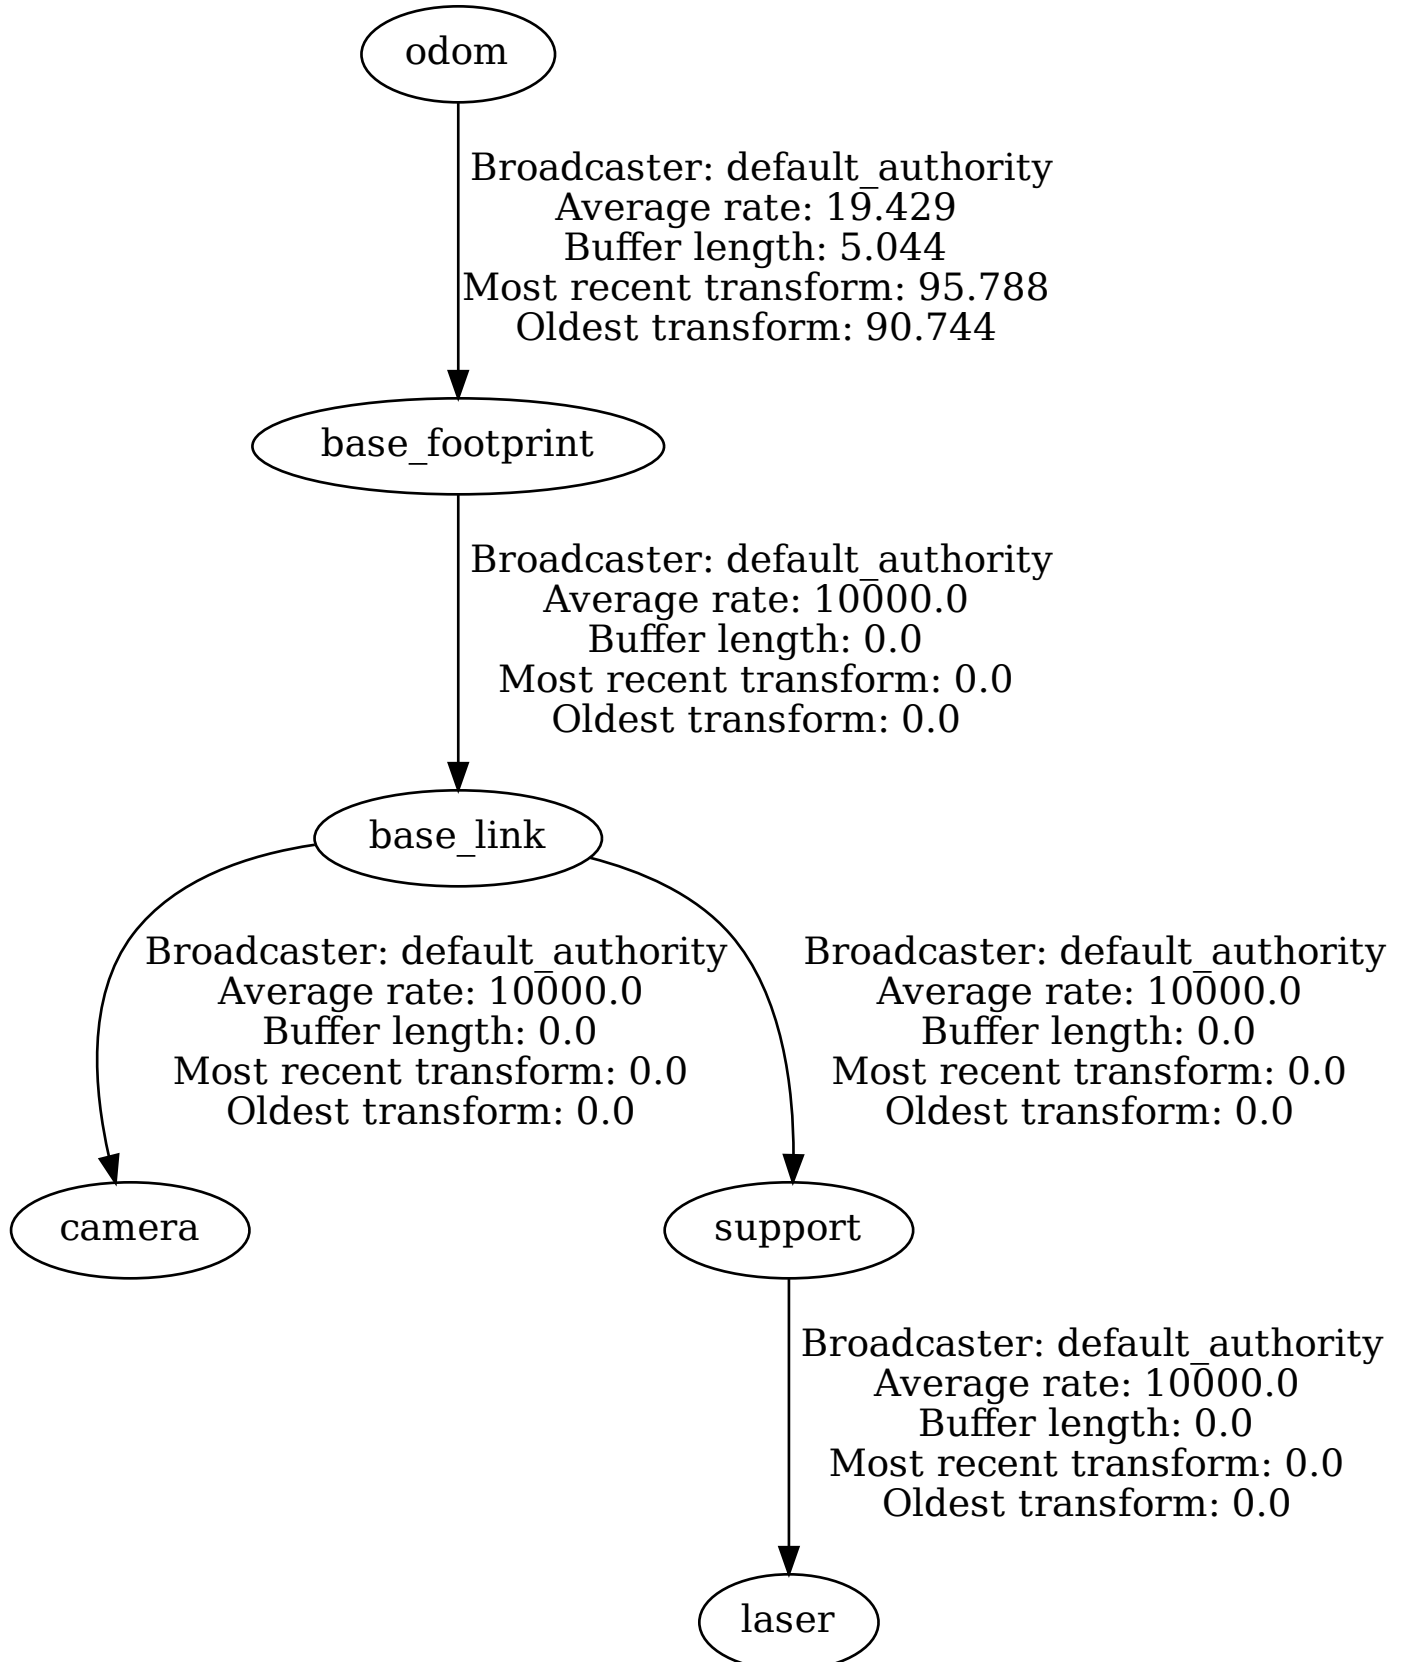 odom
Broadcaster: default_authority
Average rate: 19.429
Buffer length: 5.044
Most recent transform: 95.788
Oldest transform: 90.744
base_footprint
Broadcaster: default_authority
Average rate: 10000.0
Buffer length: 0.0
Most recent transform: 0.0
Oldest transform: 0.0
base_link
Broadcaster: default_authority
Average rate: 10000.0
Buffer length: 0.0
Most recent transform: 0.0
Oldest transform: 0.0
Broadcaster: default_authority
Average rate: 10000.0
Buffer length: 0.0
Most recent transform: 0.0
Oldest transform: 0.0
camera
support
Broadcaster: default_authority
Average rate: 10000.0
Buffer length: 0.0
Most recent transform: 0.0
Oldest transform: 0.0
laser